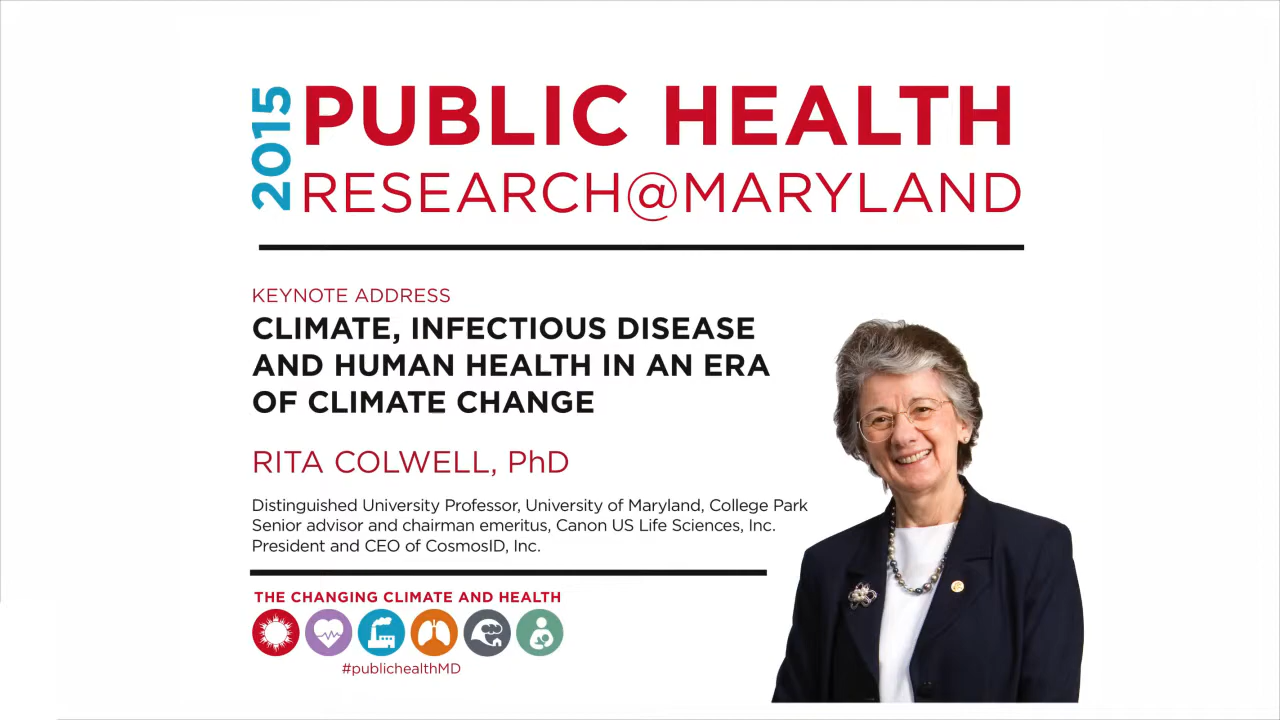 2015
PUBLIC HEALTH
RESEARCH@MARYLAND
KEYNOTE ADDRESS
CLIMATE, INFECTIOUS DISEASE
AND HUMAN HEALTH IN AN ERA
OF CLIMATE CHANGE
RITA COLWELL, PhD
Distinguished University Professor, University of Maryland, College Park
Senior advisor and chairman emeritus, Canon US Life Sciences, Inc.
President and CEO of CosmosID, Inc.
THE CHANGING CLIMATE AND HEALTH
#publichealthMD